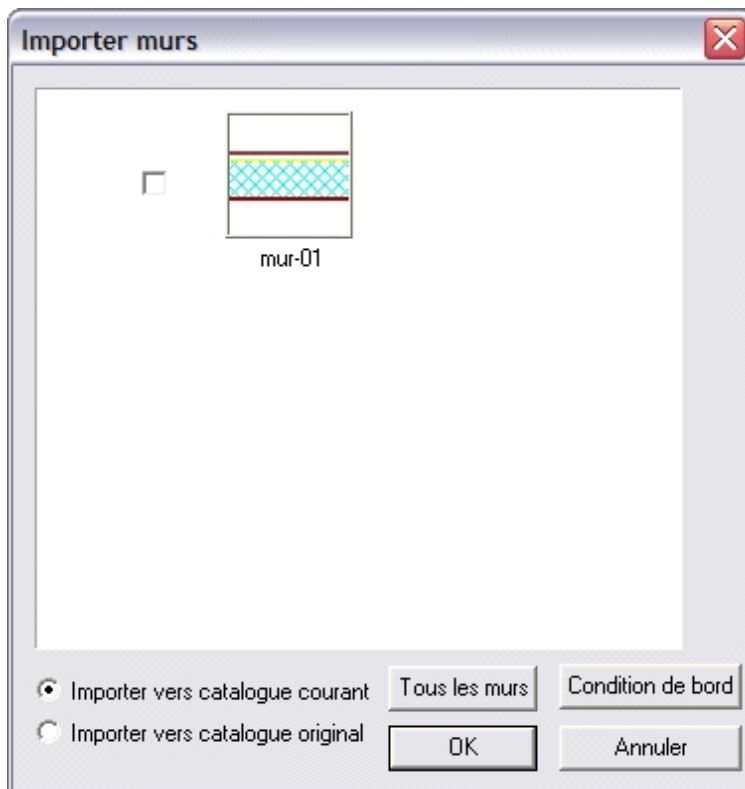 Importer murs
mur-01
Importer vers catalogue courant
Tous les murs
Condition de bord
Importer vers catalogue original
OK
Annuler